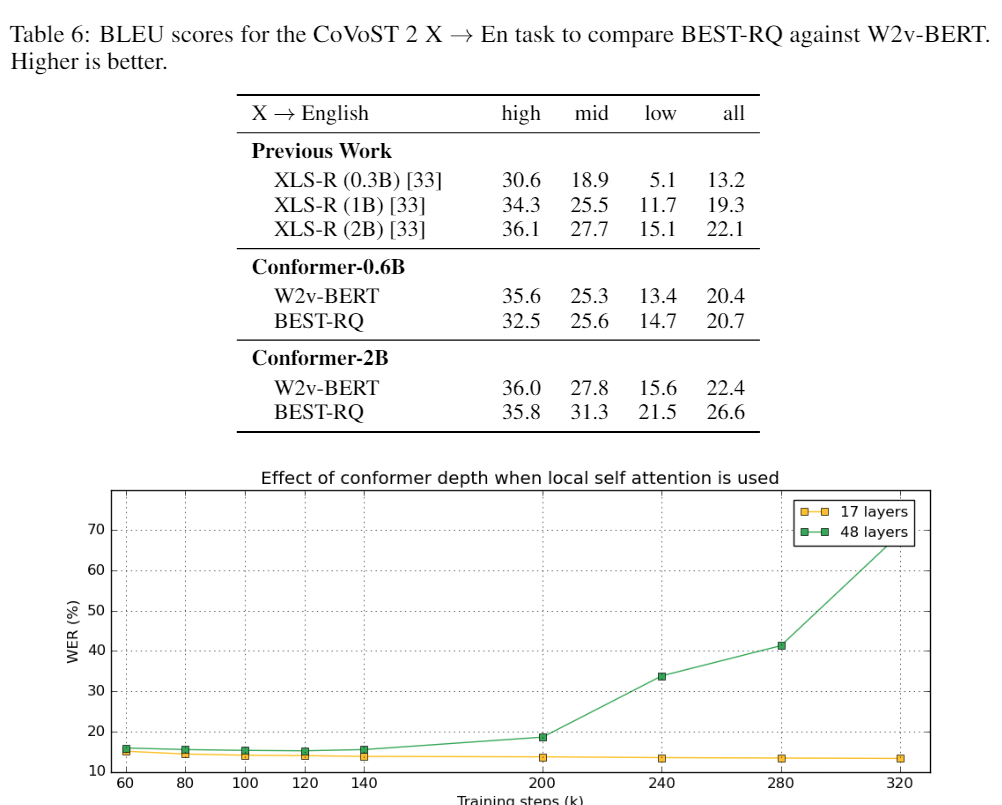 Table 6: BLEU scores for the CoVoST 2 X → En task to compare BEST-RQ against W2v-BERT.
Higher is better.
X → English high mid low all
Previous Work
XLS-R (0.3B) [33] 30.6 18.9 5.1 13.2
XLS-R (1B) [33] 34.3 25.5 11.7 19.3
XLS-R (2B) [33] 36.1 27.7 15.1 22.1
Conformer-0.6B
W2v-BERT 35.6 25.3 13.4 20.4
BEST-RQ 32.5 25.6 14.7 20.7
Conformer-2B
W2v-BERT 36.0 27.8 15.6 22.4
BEST-RQ 35.8 31.3 21.5 26.6
Effect of conformer depth when local self attention is used
17 layers
48 layers
70
60
50
40
30
20
10
WER (%)
60 80 100 120 140 200 240 280 320
Training steps (k)